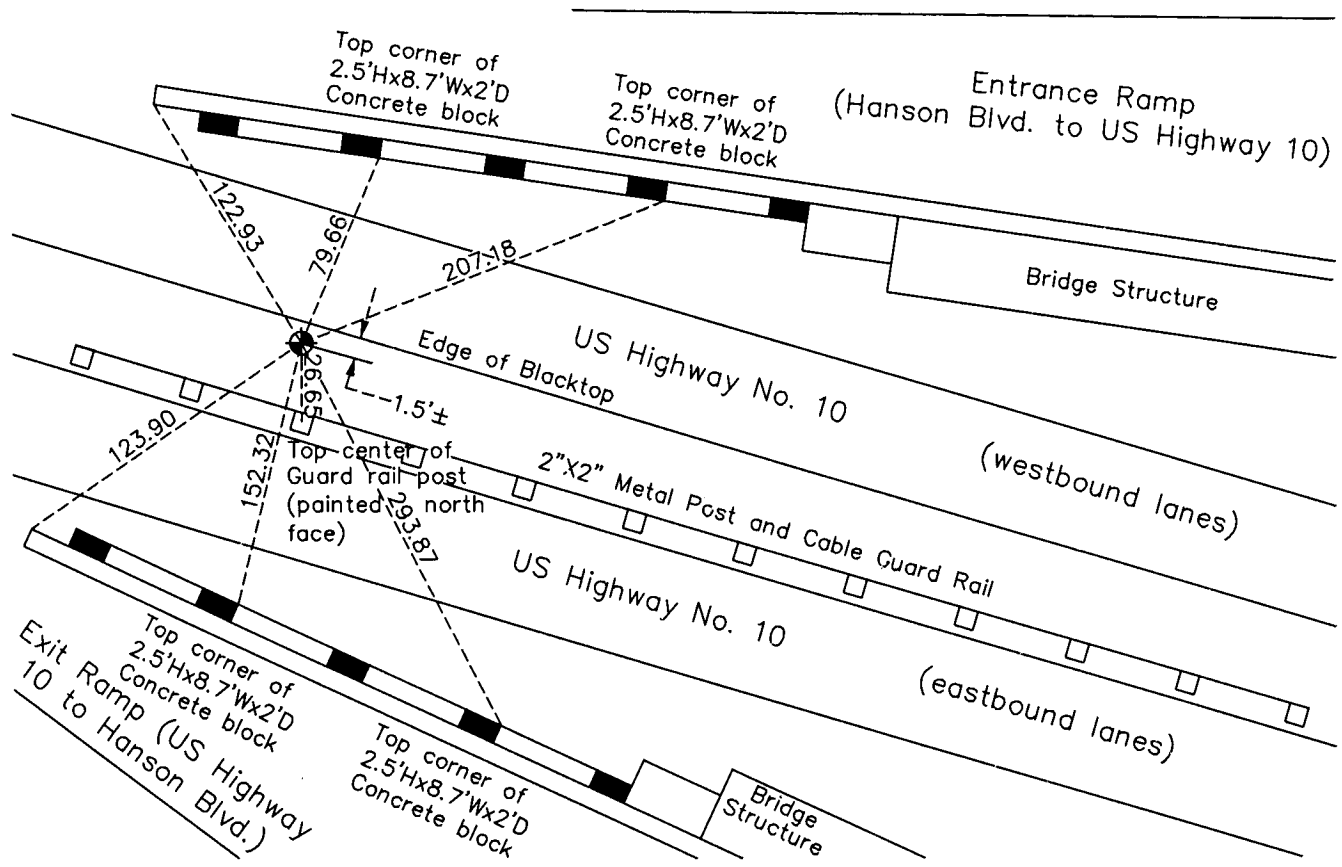 Top corner of
2.5'Hx8.7'Wx2'D
Concrete block
Top corner of
2.5'Hx8.7'Wx2'D
Concrete block
Entrance Ramp
(Hanson Blvd. to US Highway 10)
122.93
79.66
207.18
Bridge Structure
Edge of Blacktop
US Highway No. 10
(westbound lanes)
1.5'±
26.65
123.90
152.32
293.87
Top center of
Guard rail post
(painted north
face)
2"X2" Metal Post and Cable Guard Rail
US Highway No. 10
(eastbound lanes)
Top corner of
2.5'Hx8.7'Wx2'D
Concrete block
Exit Ramp (US Highway
10 to Hanson Blvd.)
Top corner of
2.5'Hx8.7'Wx2'D
Concrete block
Bridge
Structure